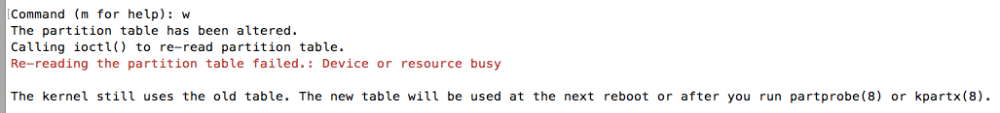 Command (m for help): w
The partition table has been altered.
Calling ioctl() to re-read partition table.
Re-reading the partition table failed.: Device or resource busy
The kernel still uses the old table. The new table will be used at the next reboot or after you run partprobe(8) or kpartx(8).